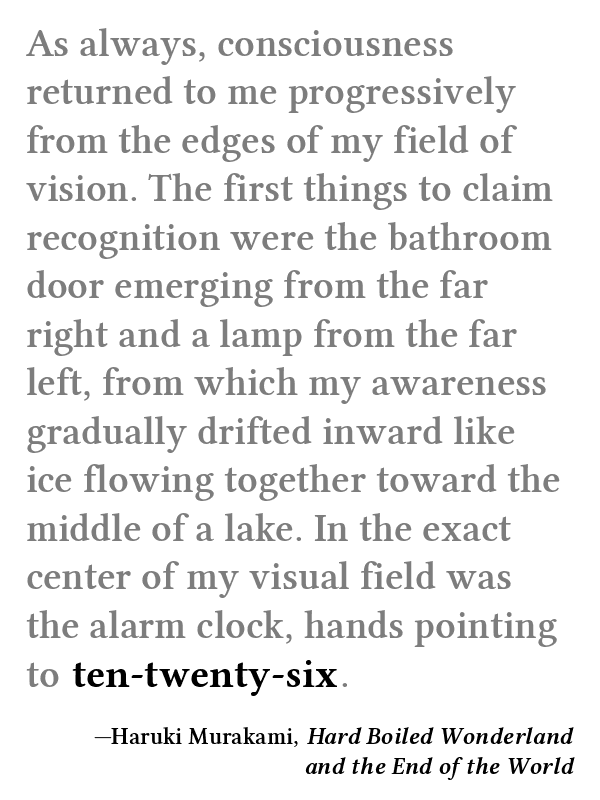 As always, consciousness
returned to me progressively
from the edges of my field of
vision. The first things to claim
recognition were the bathroom
door emerging from the far
right and a lamp from the far
left, from which my awareness
gradually drifted inward like
ice flowing together toward the
middle of a lake. In the exact
center of my visual field was
the alarm clock, hands pointing
to ten-twenty-six.
—Haruki Murakami, Hard Boiled Wonderland
and the End of the World